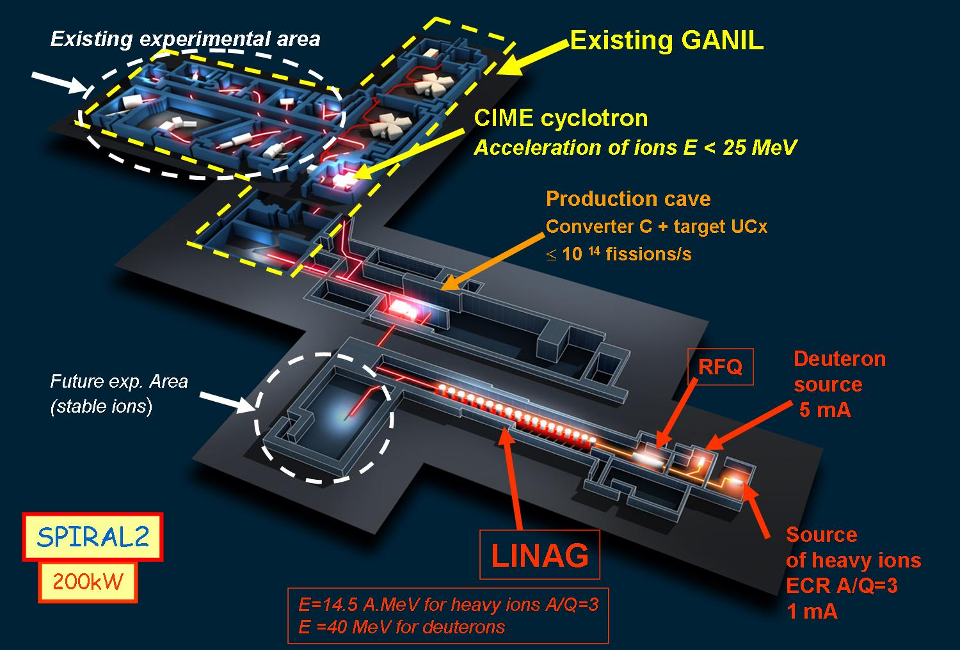 Existing experimental area
Existing GANIL
CIME cyclotron
Acceleration of ions E < 25 MeV
Production cave
Converter C + target UCx
≤ 10 14 fissions/s
RFQ
Deuteron
source
5 mA
Future exp. Area
(stable ions)
SPIRAL2
200kW
LINAG
E=14.5 A.MeV for heavy ions A/Q=3
E =40 MeV for deuterons
Source
of heavy ions
ECR A/Q=3
1 mA